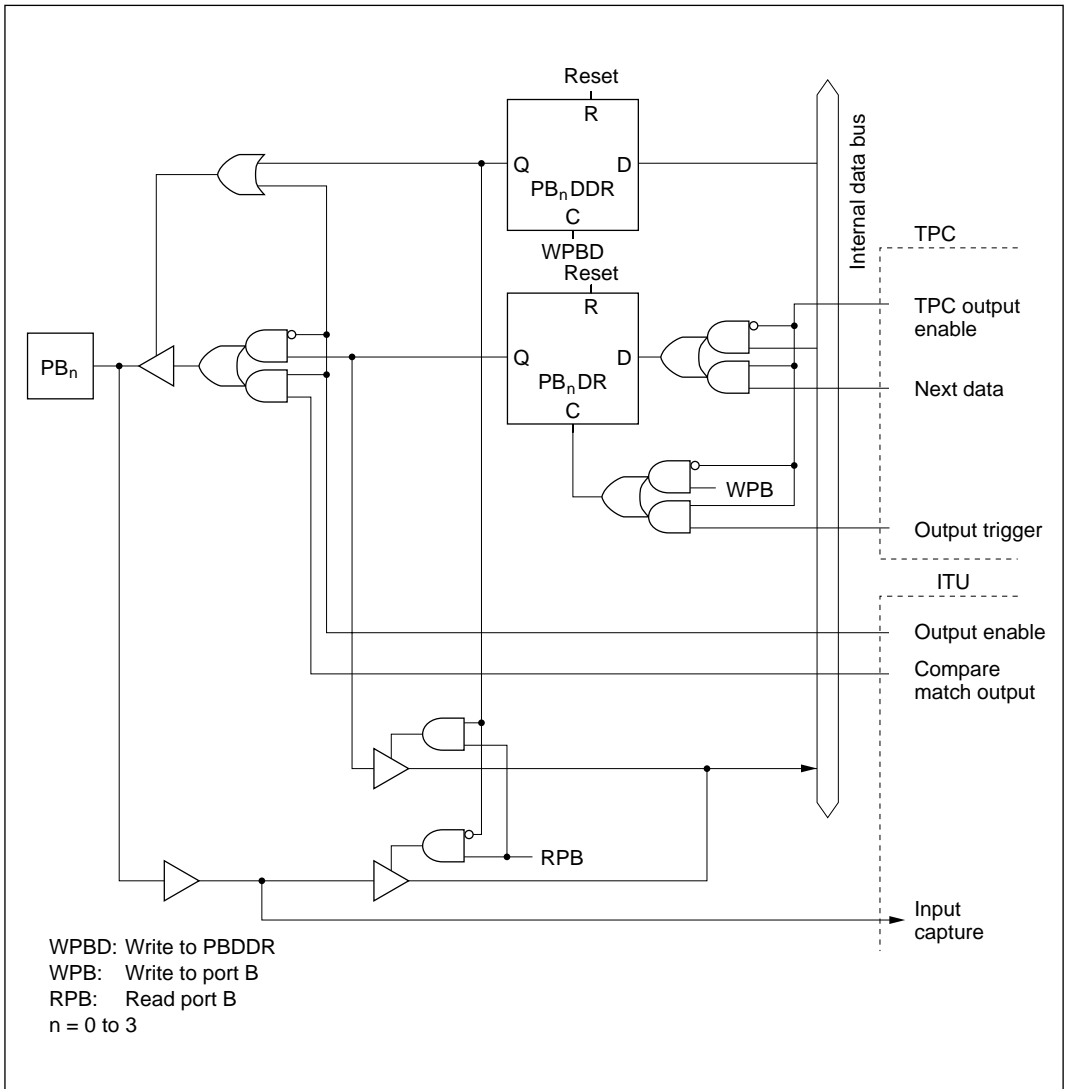 Reset
R
Q
D
PBnDDR
C
WPBD
Internal data bus
TPC
Reset
R
TPC output
enable
PBn
Q
D
PBnDR
C
Next data
WPB
Output trigger
ITU
Output enable
Compare
match output
RPB
Input
capture
WPBD: Write to PBDDR
WPB: Write to port B
RPB: Read port B
n = 0 to 3